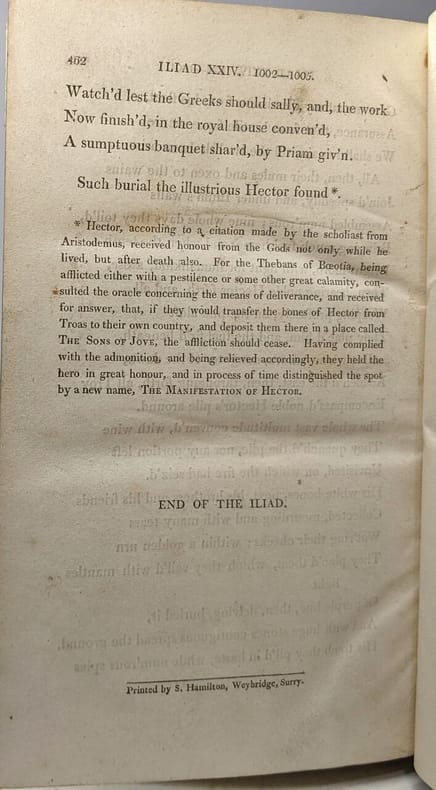 462
ILIAD XXIV. 1002—1005.
Watch'd lest the Greeks should sally, and, the work
Now finish'd, in the royal house conven'd,
A sumptuous banquet shar'd, by Priam giv'n.
Such burial the illustrious Hector found *.
* Hector, according to a citation made by the scholiast from
Aristodemus, received honour from the Gods not only while he
lived, but after death also. For the Thebans of Bœotia, being
afflicted either with a pestilence or some other great calamity, con-
sulted the oracle concerning the means of deliverance, and received
for answer, that, if they would transfer the bones of Hector from
Troas to their own country, and deposit them there in a place called
THE SONS OF JOVE, the affliction should cease. Having complied
with the admonition, and being relieved accordingly, they held the
hero in great honour, and in process of time distinguished the spot
by a new name, THE MANIFESTATION OF HECTOR.
END OF THE ILIAD.
Printed by S. Hamilton, Weybridge, Surry.